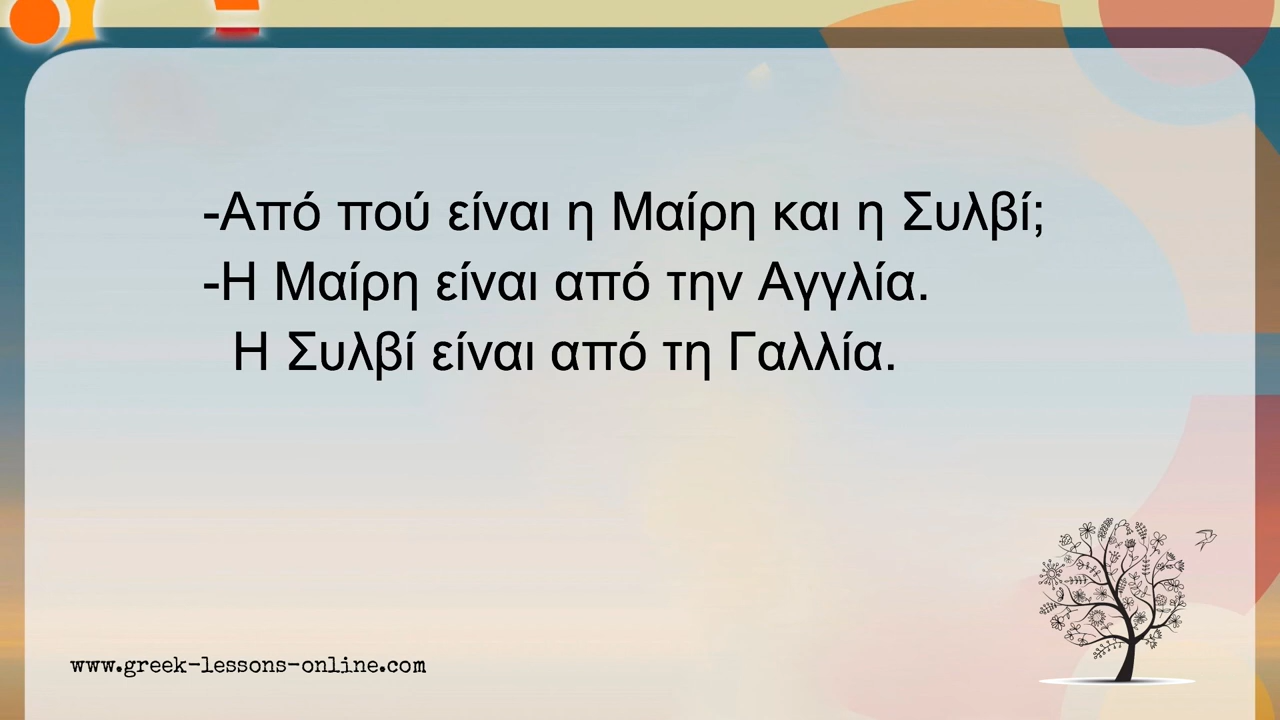 -Από πού είναι η Μαίρη και η Συλβί;
-Η Μαίρη είναι από την Αγγλία.
Η Συλβί είναι από τη Γαλλία.
www.greek-lessons-online.com